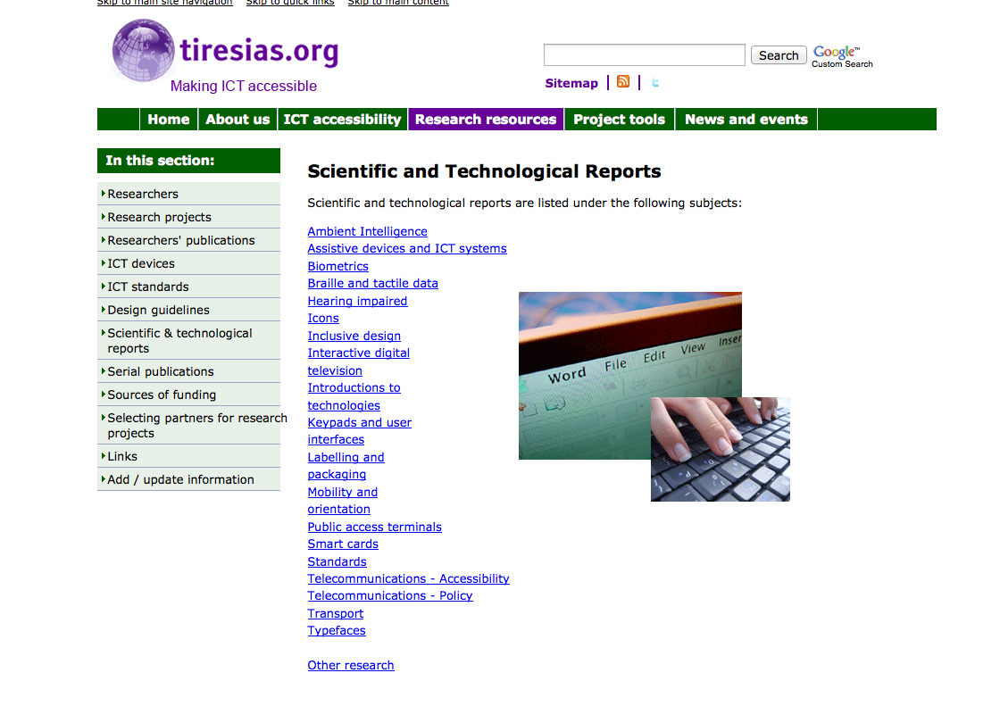 Skip to main site navigation Skip to quick links Skip to main content
tiresias.org
Making ICT accessible
Search
Google™
Custom Search
Sitemap
Home About us ICT accessibility Research resources Project tools News and events
In this section:
Researchers
Research projects
Researchers' publications
ICT devices
ICT standards
Design guidelines
Scientific & technological
reports
Serial publications
Sources of funding
Selecting partners for research
projects
Links
Add / update information
Scientific and Technological Reports
Scientific and technological reports are listed under the following subjects:
Ambient Intelligence
Assistive devices and ICT systems
Biometrics
Braille and tactile data
Hearing impaired
Icons
Inclusive design
Interactive digital
television
Introductions to
technologies
Keypads and user
interfaces
Labelling and
packaging
Mobility and
orientation
Public access terminals
Smart cards
Standards
Telecommunications - Accessibility
Telecommunications - Policy
Transport
Typefaces
Other research
Word File Edit View Inser